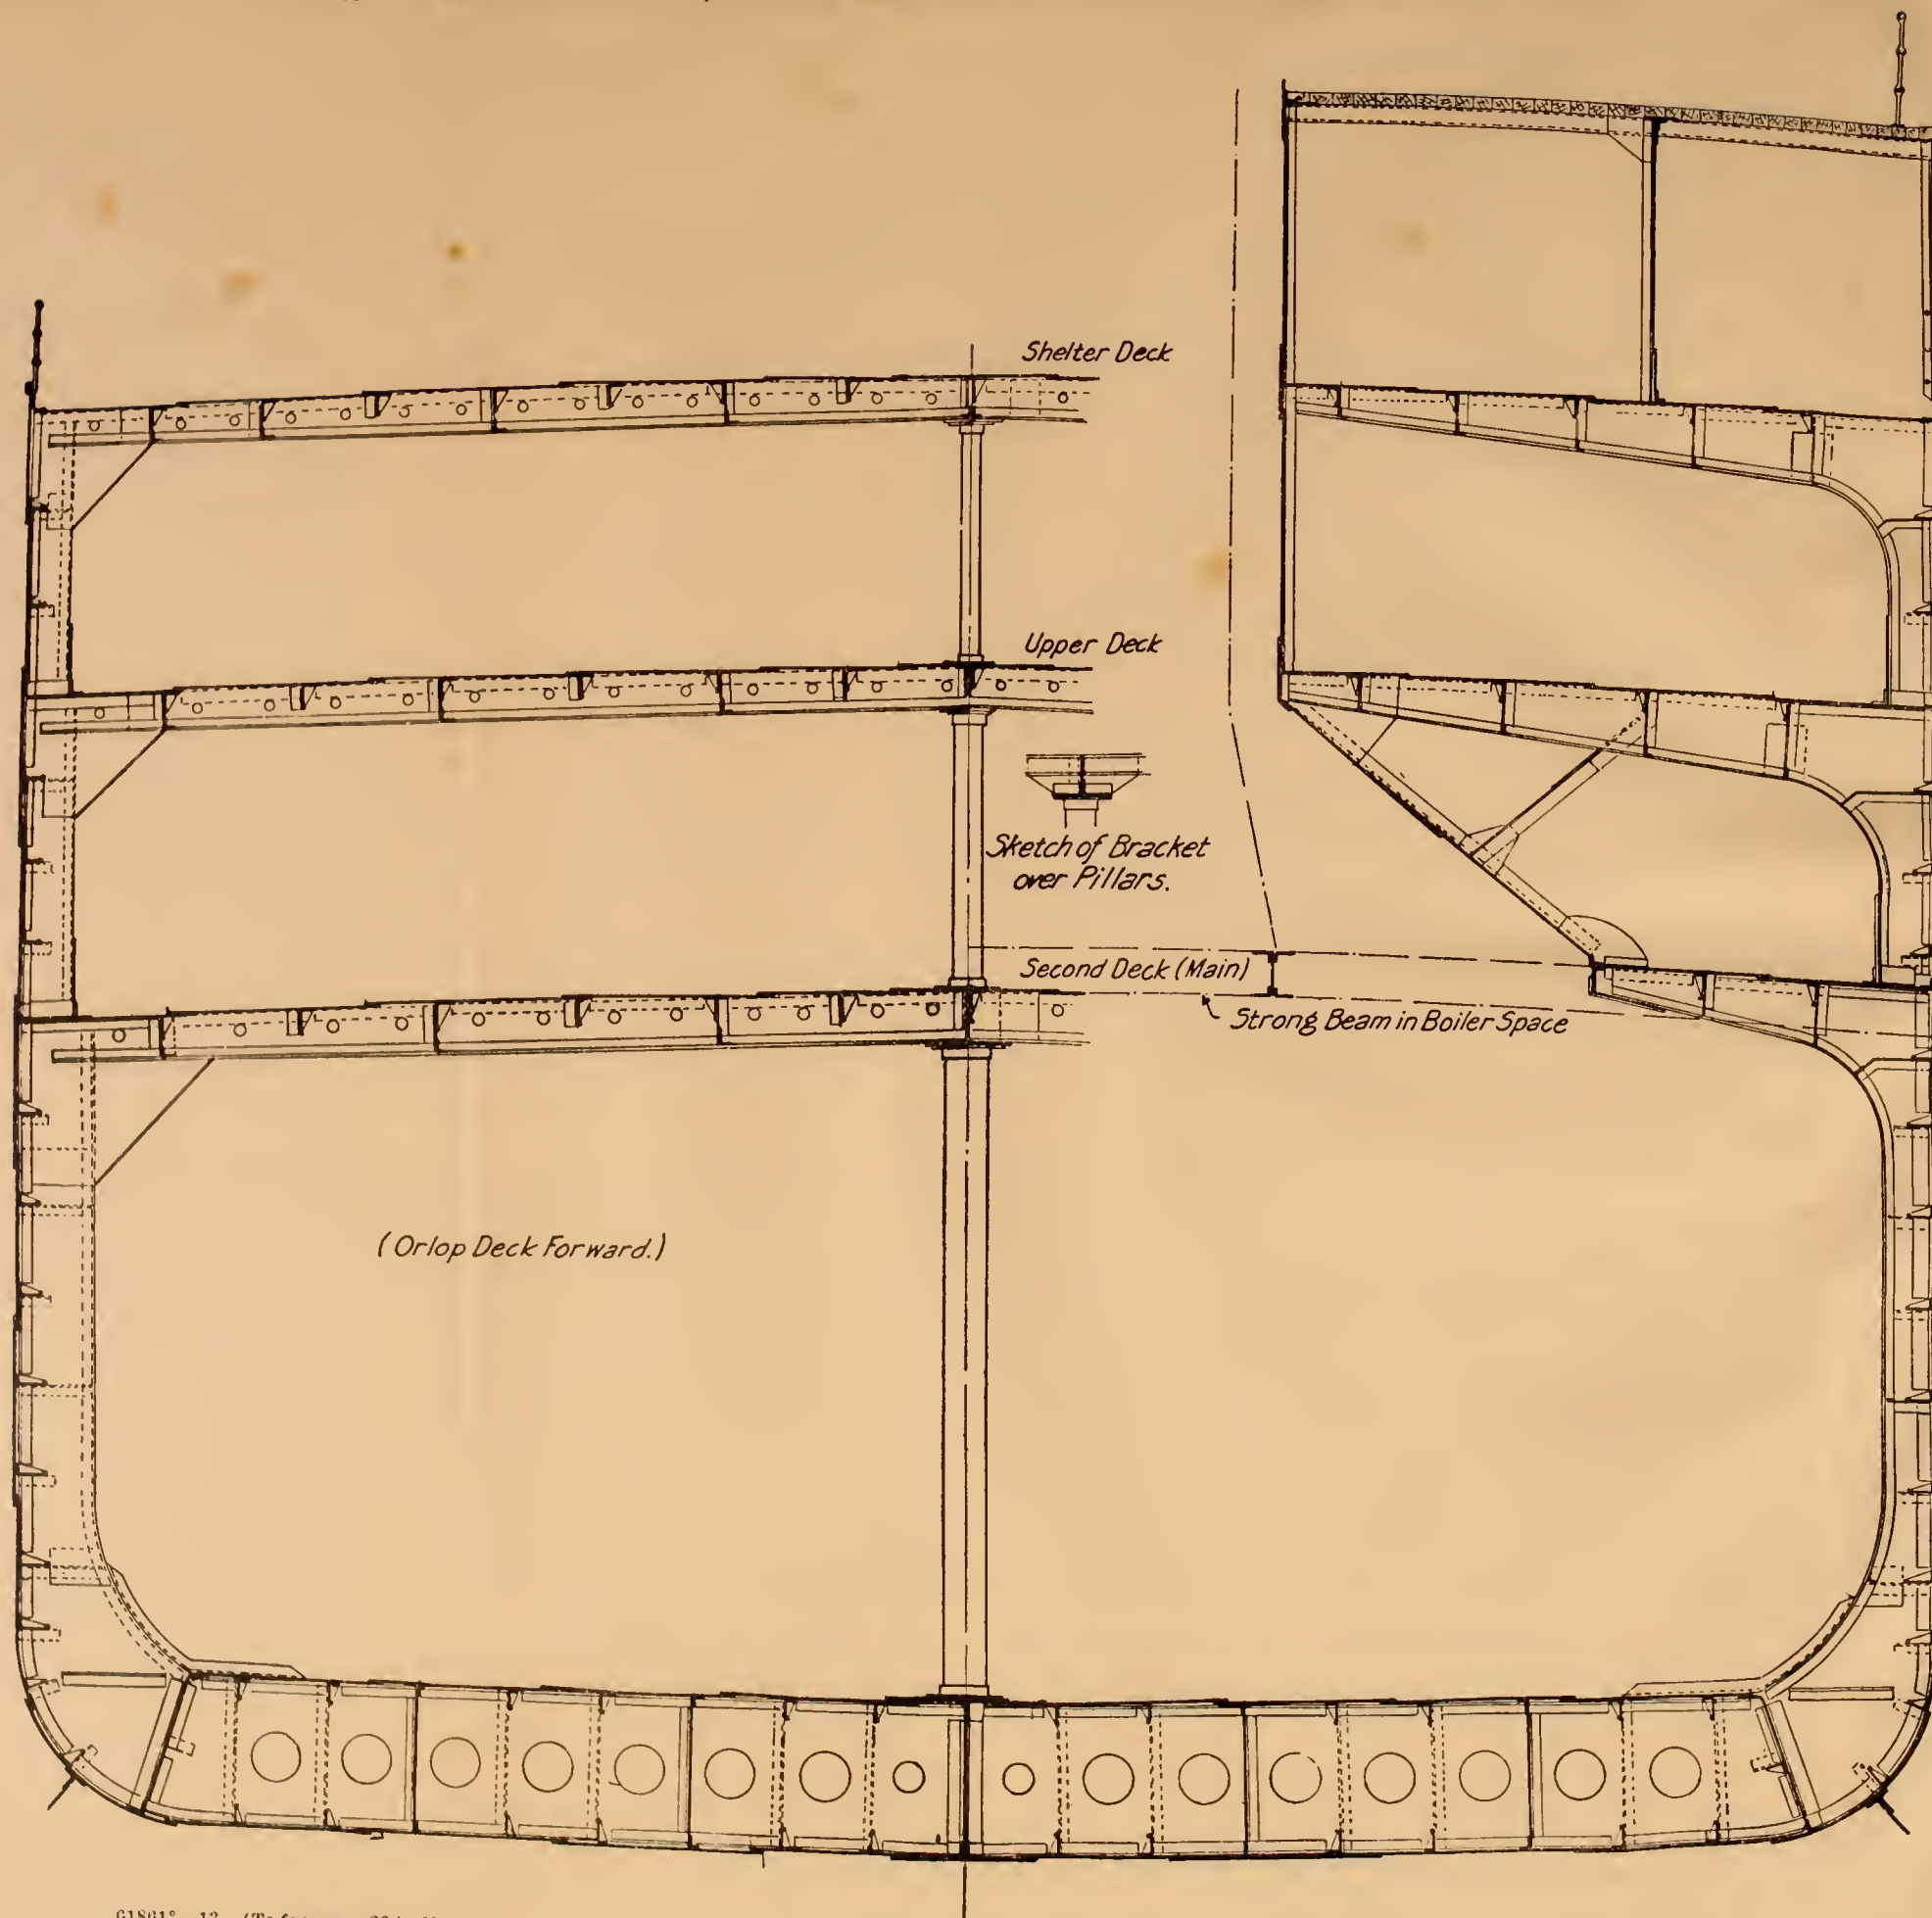 Shelter Deck
Upper Deck
Sketch of Bracket
over Pillars.
Second Deck (Main)
Strong Beam in Boiler Space
(Orlop Deck Forward.)